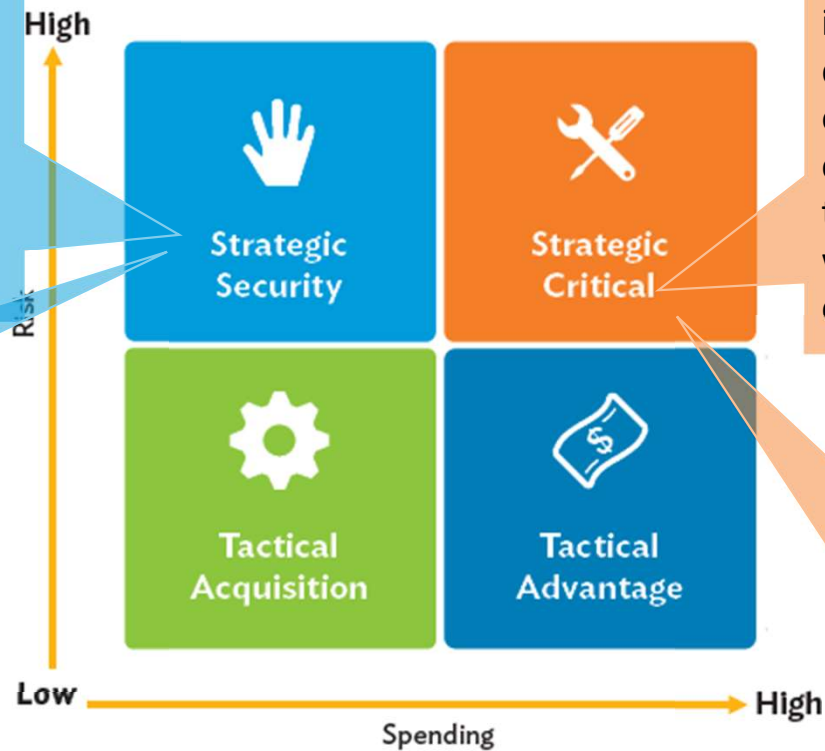 High
Strategic
Security
Strategic
Critical
Risk
Tactical
Acquisition
Tactical
Advantage
Low
High
Spending
$